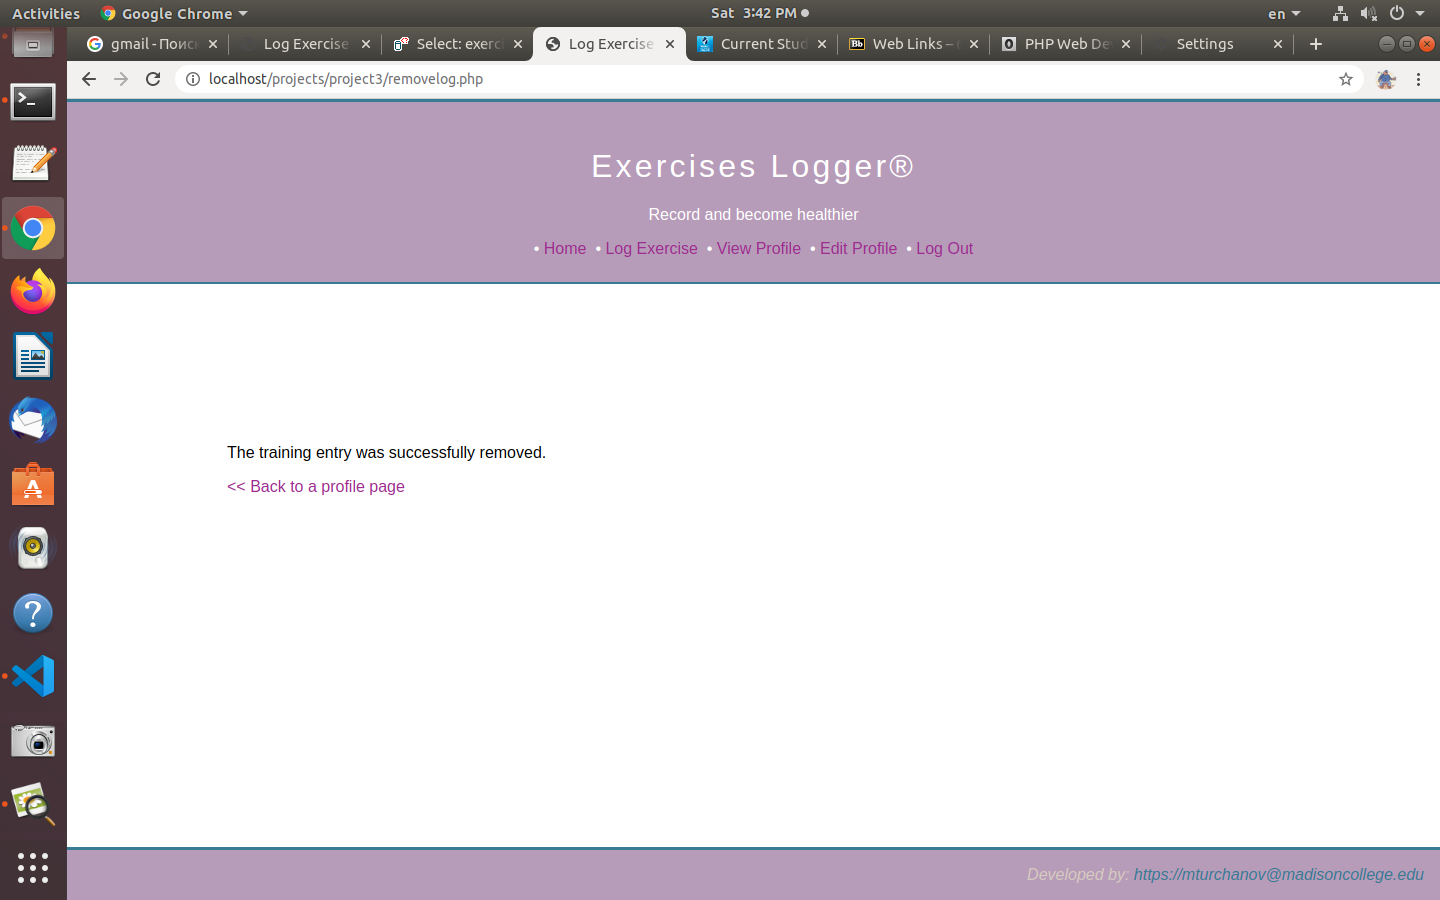 Activities Google Chrome Sat 3:42 PM en
gmail - Поиск Log Exercise Select: exerc Log Exercise Current Stud Web Links – PHP Web De Settings
localhost/projects/project3/removelog.php
Exercises Logger®
Record and become healthier
• Home • Log Exercise • View Profile • Edit Profile • Log Out
The training entry was successfully removed.
<< Back to a profile page
Developed by: https://mturchanov@madisoncollege.edu